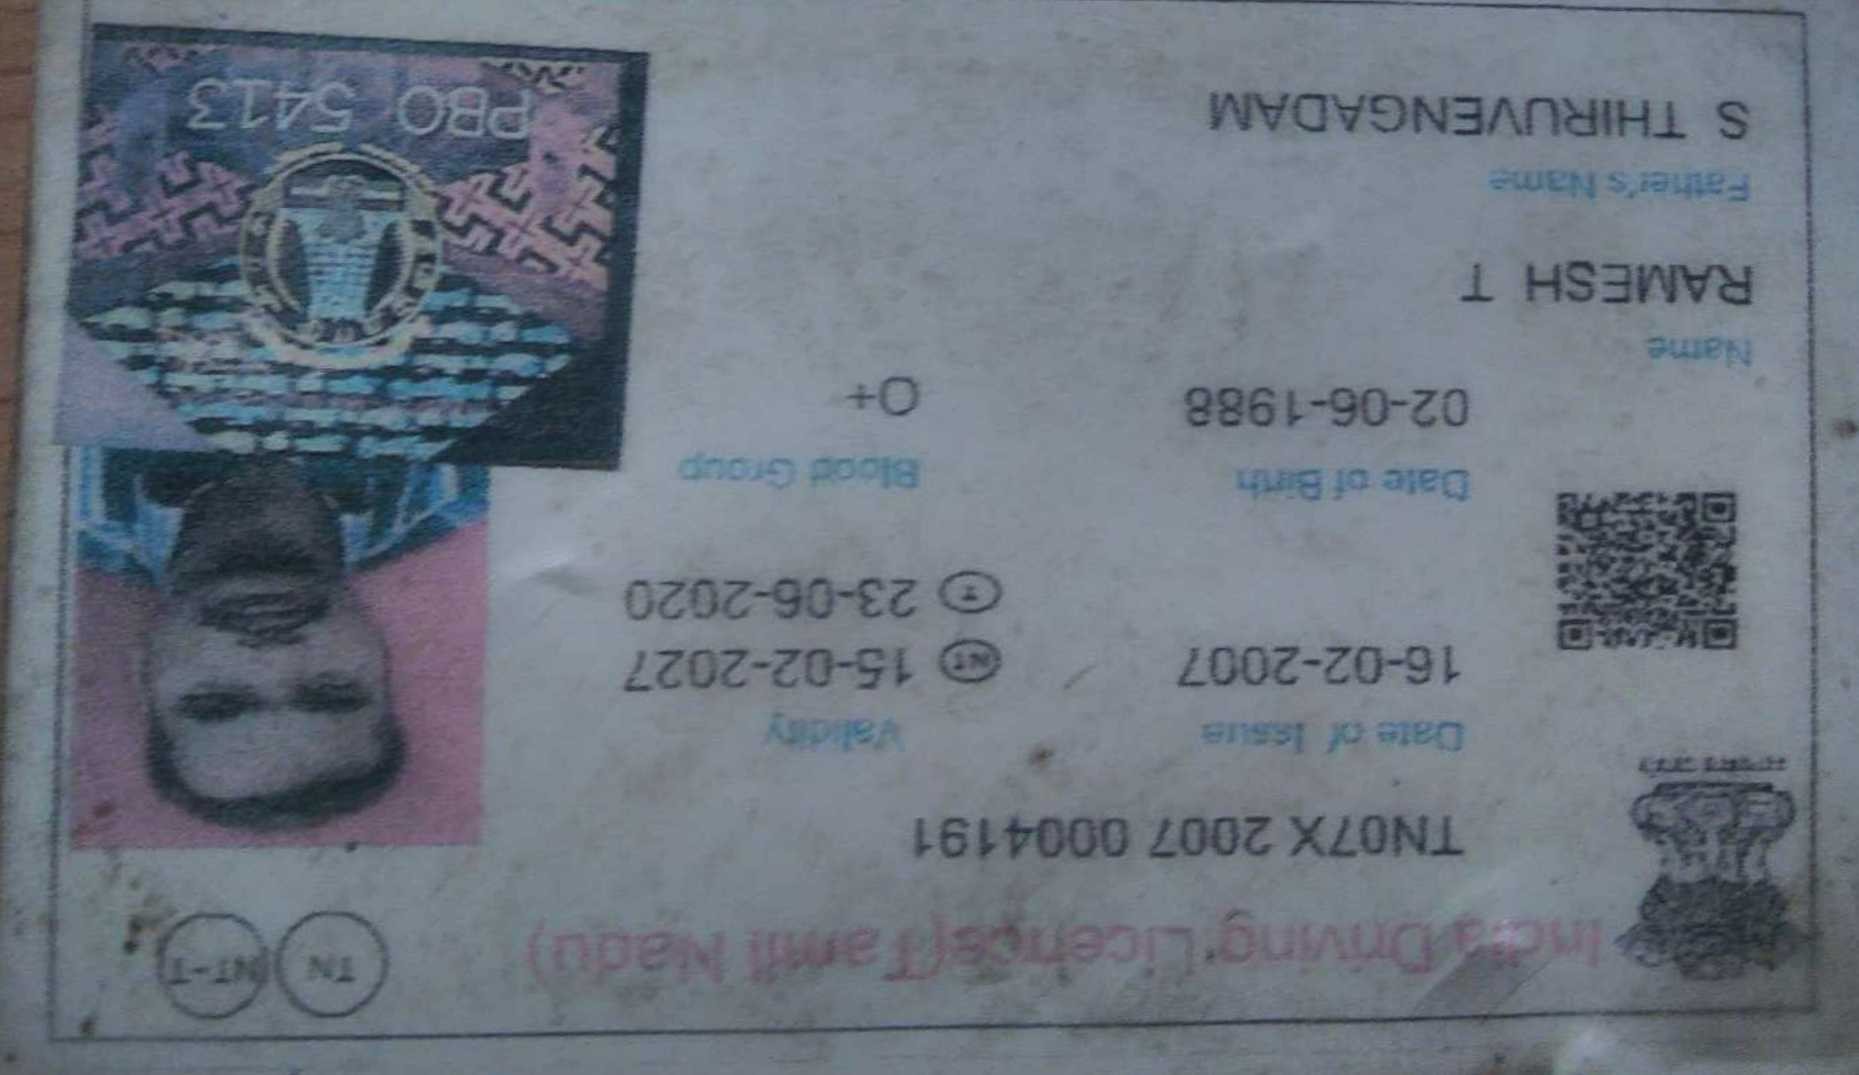 India Driving Licence(Tamil Nadu)
TN NT-T
TN07X 2007 0004191
Date of Issue Validity
16-02-2007 NT 15-02-2027
T 23-06-2020
Date of Birth Blood Group
02-06-1988 O+
Name
RAMESH T
Father's Name
S THIRUVENGADAM
PBO 5413